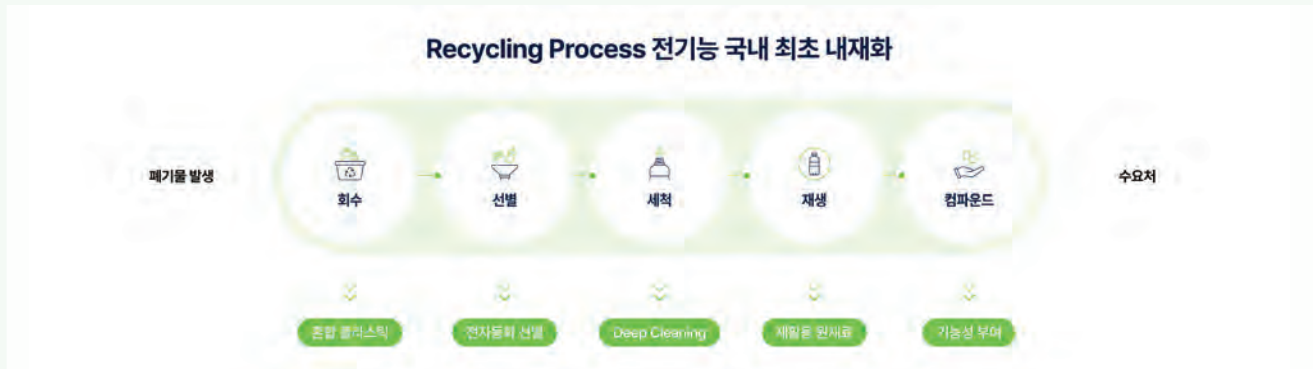 Recycling Process 전기능 국내 최초 내재화
폐기물 발생
회수
선별
세척
재생
컴파운드
수요처
혼합 플라스틱
전자동화 선별
Deep Cleaning
재활용 원재료
기능성 부여